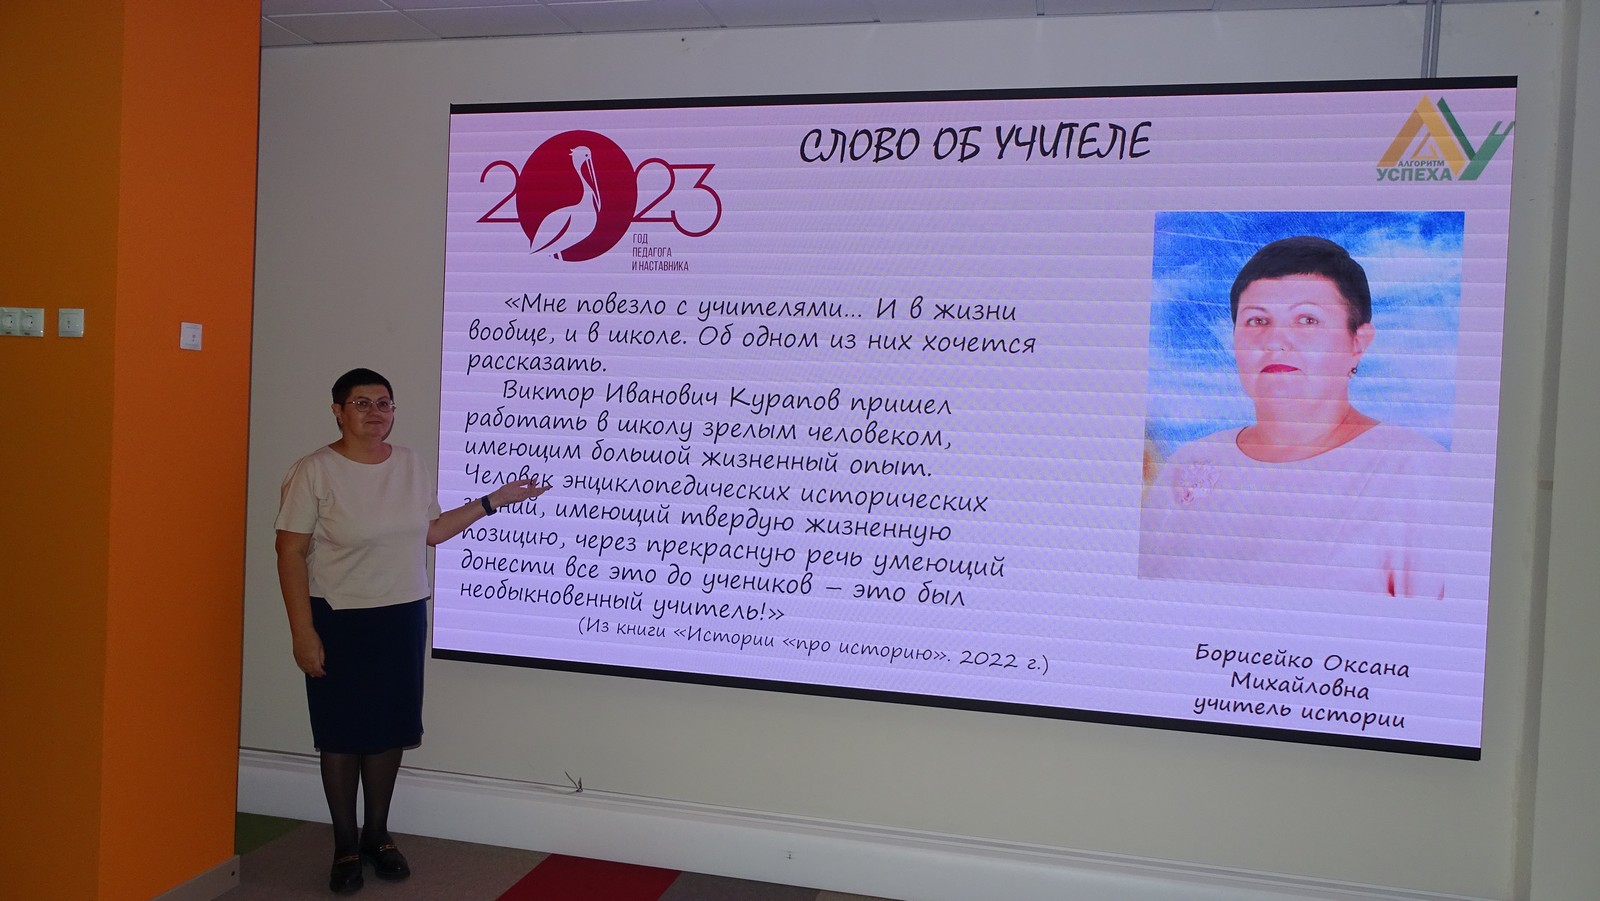 СЛОВО ОБ УЧИТЕЛЕ
2023
ГОД
ПЕДАГОГА
И НАСТАВНИКА
АЛГОРИТМ
УСПЕХА
«Мне повезло с учителями... И в жизни
вообще, и в школе. Об одном из них хочется
рассказать.
Виктор Иванович Курапов пришел
работать в школу зрелым человеком,
имеющим большой жизненный опыт.
Человек энциклопедических исторических
знаний, имеющий твердую жизненную
позицию, через прекрасную речь умеющий
донести все это до учеников – это был
необыкновенный учитель!»
(Из книги «Истории «про историю». 2022 г.)
Борисейко Оксана
Михайловна
учитель истории